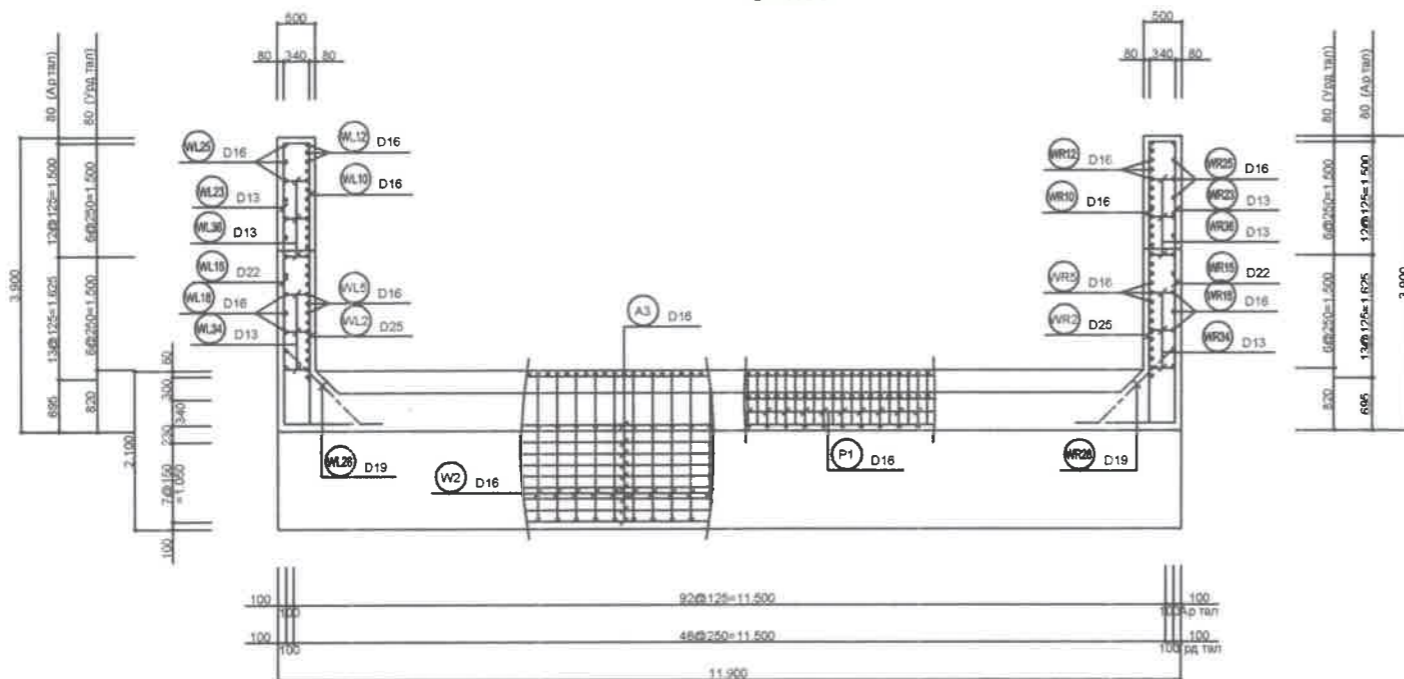 500
500
80 340 80
80 340 80
80 (Ар тал)
80 (Урд тал)
80 (Урд тал)
80 (Ар тал)
WL25 D16
WL12 D16
WL23 D13
WL10 D16
WL36 D13
WL15 D22
WL18 D16
WL5 D16
WL34 D13
WL2 D25
WR12 D16
WR25 D16
WR10 D16
WR23 D13
WR36 D13
WR5 D16
WR15 D22
WR18 D16
WR2 D25
WR34 D13
A3 D16
12@125=1.500
6@250=1.500
6@250=1.500
12@125=1.500
3.900
13@125=1.625
6@250=1.500
6@250=1.500
13@125=1.625
3.900
60
300
340
230
695
820
820
695
2.100
7@150
=1.050
100
WL26 D19
W2 D16
P1 D16
WR26 D19
100 92@125=11.500 100
100 100 Ар тал
100 46@250=11.500 100
100 100 Урд тал
11.900